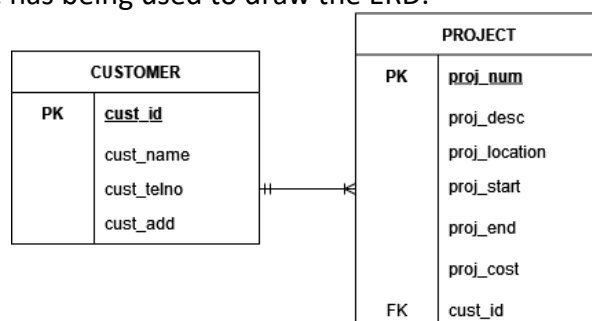 has being used to draw the ERD.
PROJECT
CUSTOMER
PK proj_num
PK cust_id
proj_desc
cust_name
proj_location
cust_telno
proj_start
cust_add
proj_end
proj_cost
FK cust_id